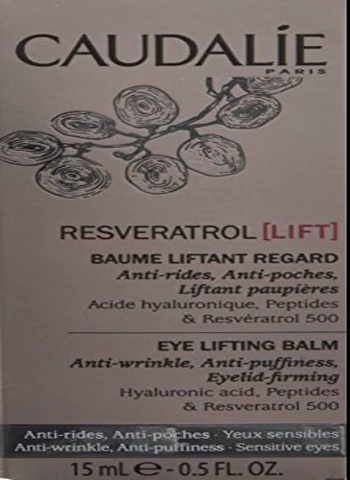 CAUDALÍE
PARIS
RESVERATROL [LIFT]
BAUME LIFTANT REGARD
Anti-rides, Anti-poches,
Liftant paupières
Acide hyaluronique, Peptides
& Resvératrol 500
EYE LIFTING BALM
Anti-wrinkle, Anti-puffiness,
Eyelid-firming
Hyaluronic acid, Peptides
& Resveratrol 500
Anti-rides, Anti-poches - Yeux sensibles
Anti-wrinkle, Anti-puffiness - Sensitive eyes
15 mL ℮ - 0.5 FL. OZ.